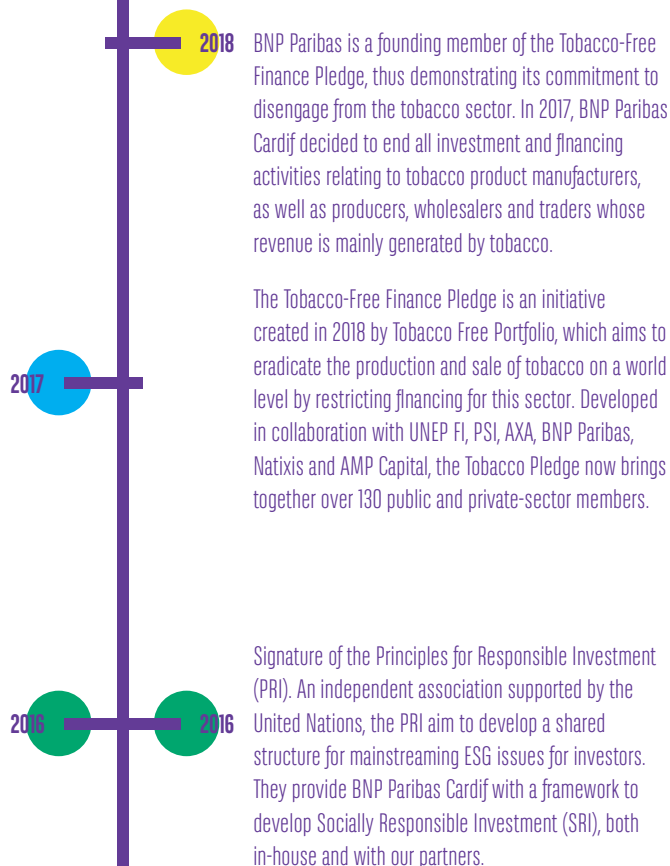 2018
BNP Paribas is a founding member of the Tobacco-Free
Finance Pledge, thus demonstrating its commitment to
disengage from the tobacco sector. In 2017, BNP Paribas
Cardif decided to end all investment and financing
activities relating to tobacco product manufacturers,
as well as producers, wholesalers and traders whose
revenue is mainly generated by tobacco.
The Tobacco-Free Finance Pledge is an initiative
created in 2018 by Tobacco Free Portfolio, which aims to
eradicate the production and sale of tobacco on a world
level by restricting financing for this sector. Developed
in collaboration with UNEP FI, PSI, AXA, BNP Paribas,
Natixis and AMP Capital, the Tobacco Pledge now brings
together over 130 public and private-sector members.
2017
2016
2016
Signature of the Principles for Responsible Investment
(PRI). An independent association supported by the
United Nations, the PRI aim to develop a shared
structure for mainstreaming ESG issues for investors.
They provide BNP Paribas Cardif with a framework to
develop Socially Responsible Investment (SRI), both
in-house and with our partners.